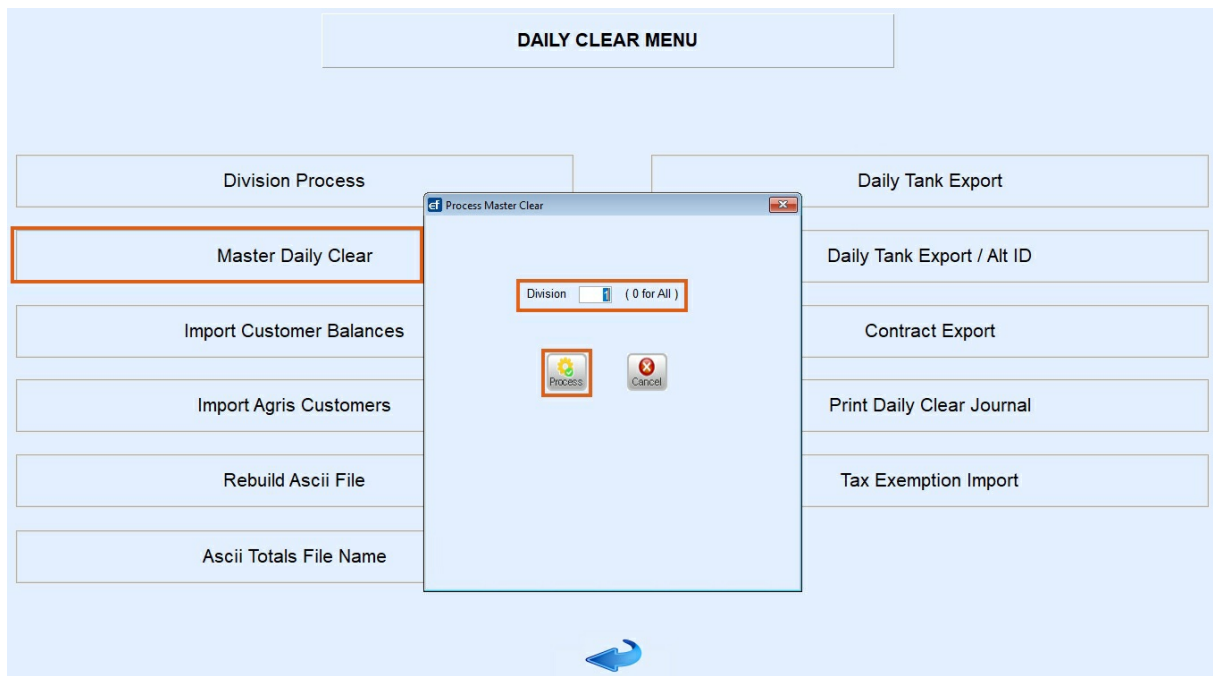 DAILY CLEAR MENU
Division Process
Daily Tank Export
ef Process Master Clear
Master Daily Clear
Daily Tank Export / Alt ID
Division 1 ( 0 for All )
Import Customer Balances
Contract Export
Process
Cancel
Import Agris Customers
Print Daily Clear Journal
Rebuild Ascii File
Tax Exemption Import
Ascii Totals File Name